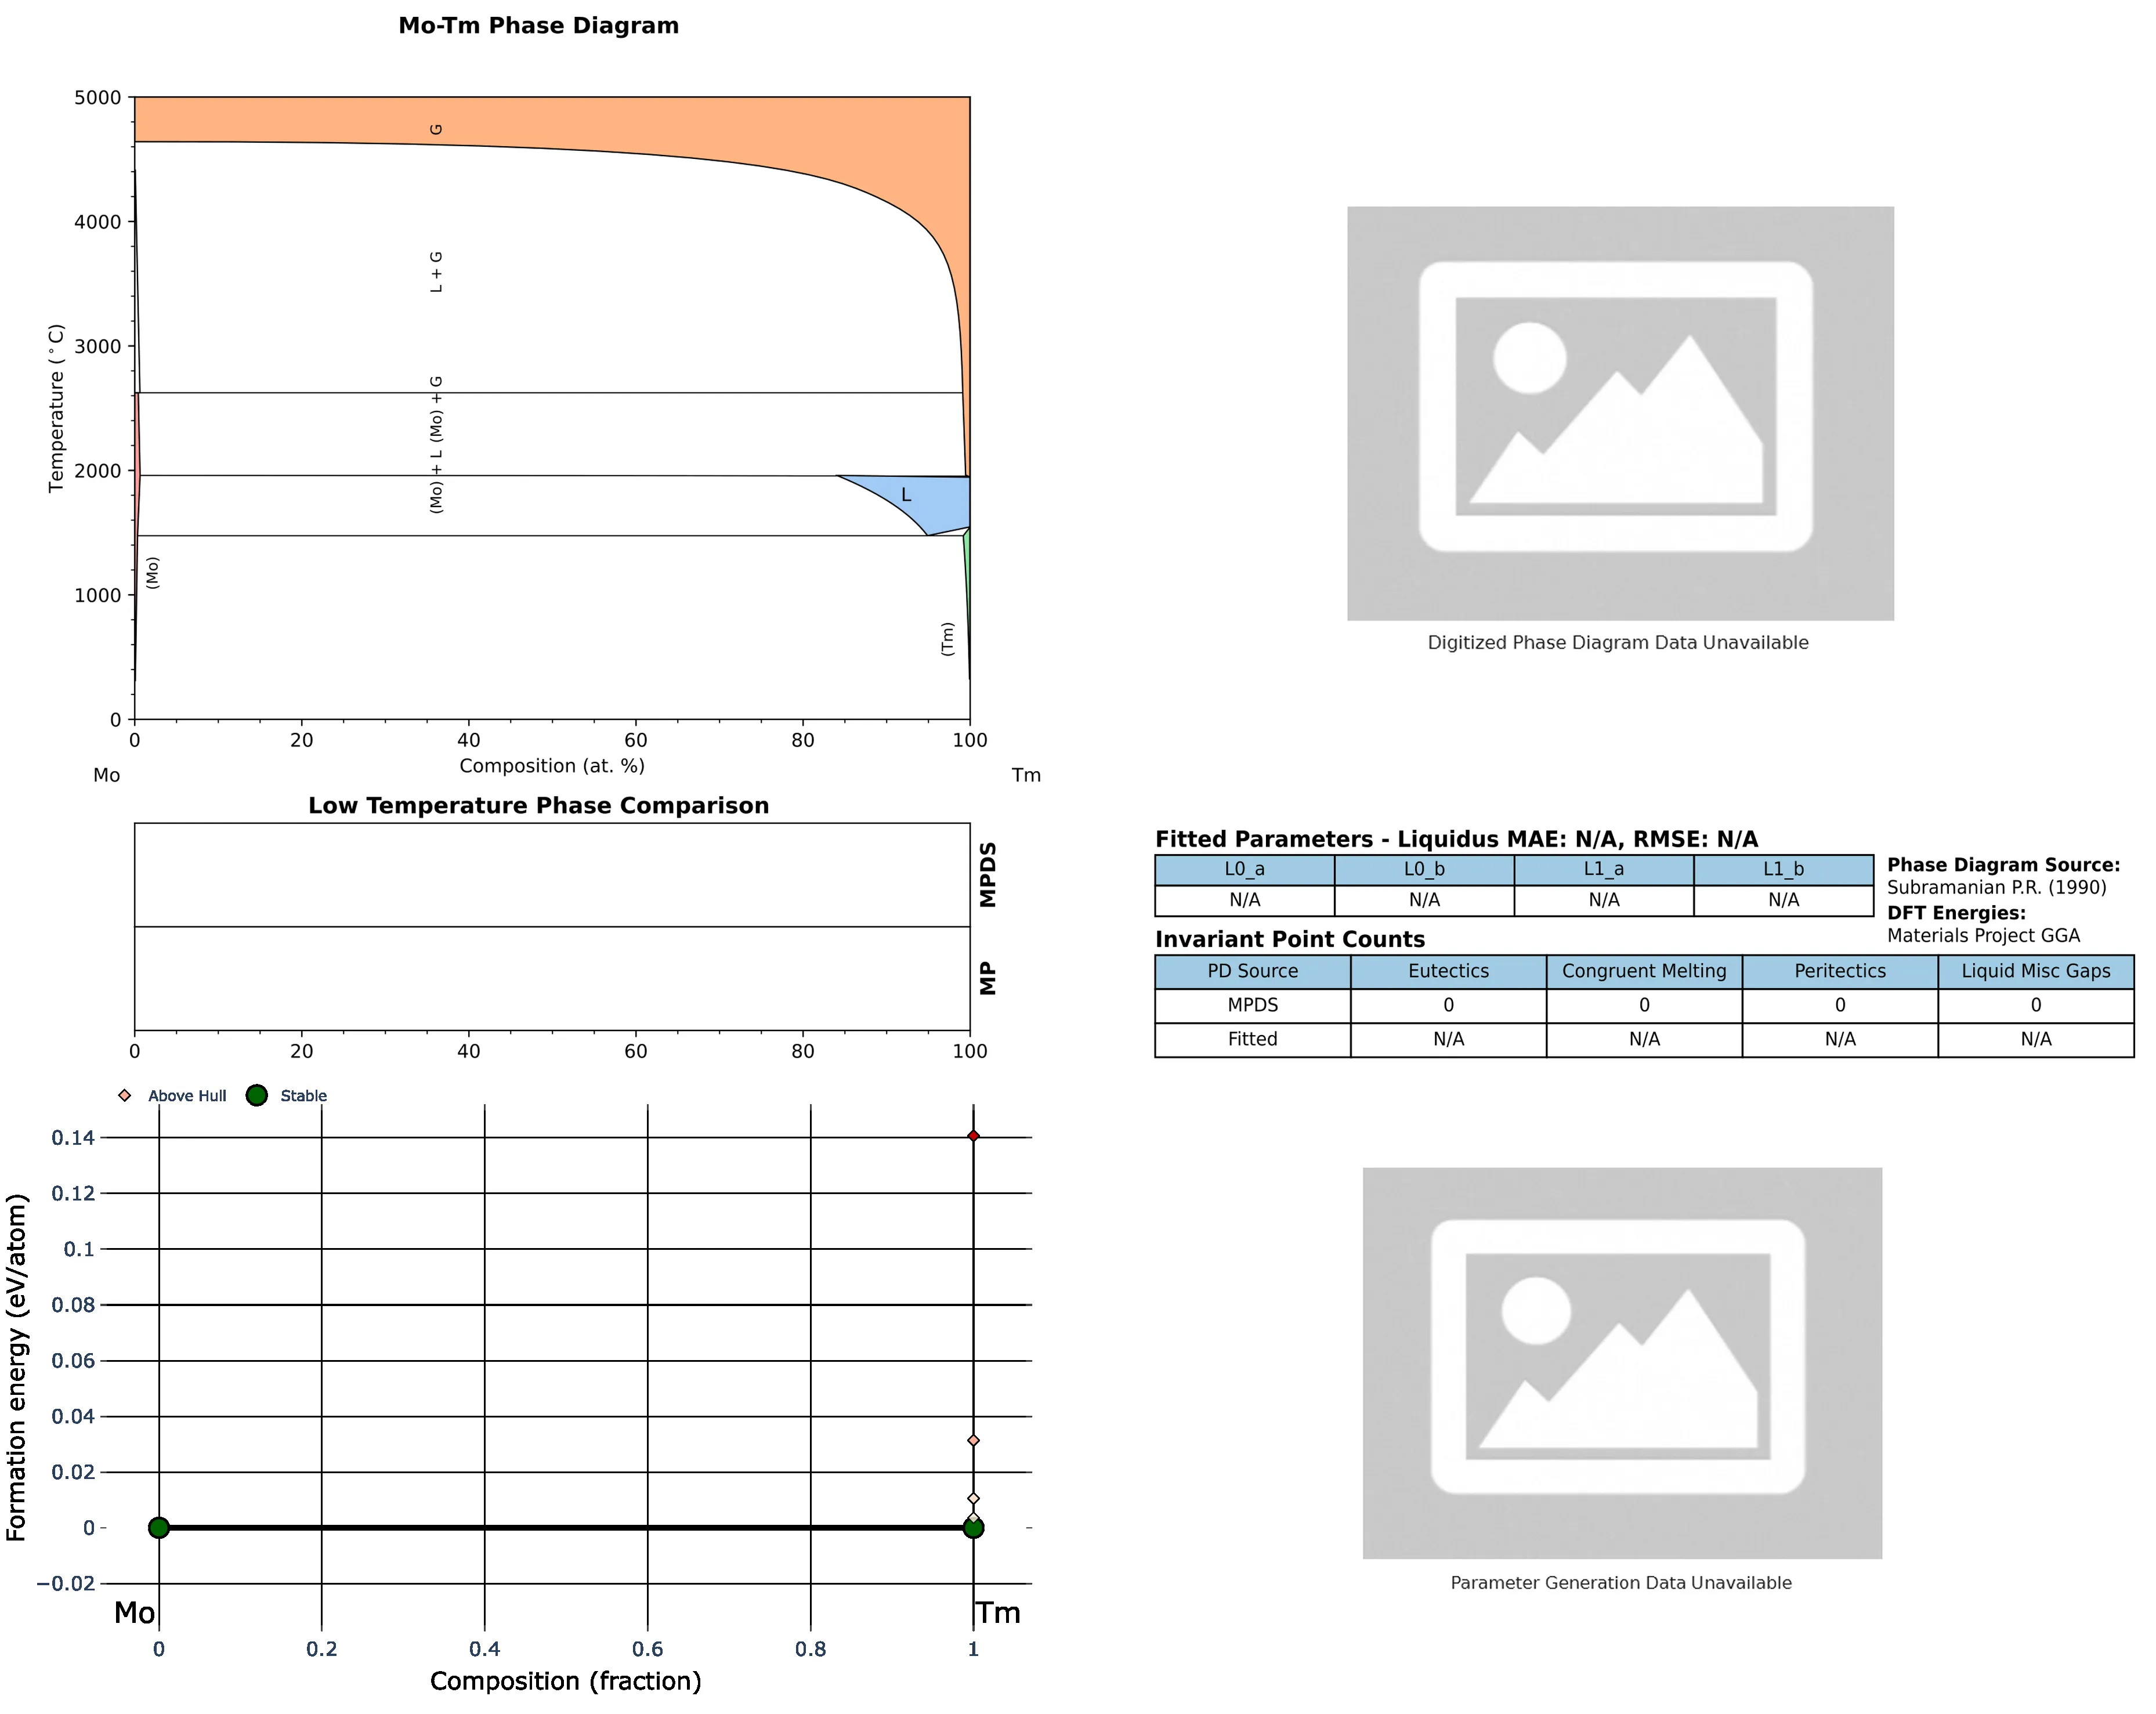 Mo-Tm Phase Diagram
5000
4000
3000
2000
1000
0
Temperature (°C)
G
L + G
(Mo) + G
(Mo) + L
L
(Mo)
(Tm)
0 20 40 60 80 100
Composition (at. %)
Mo Tm
Digitized Phase Diagram Data Unavailable
Low Temperature Phase Comparison
MPDS
MP
0 20 40 60 80 100
Fitted Parameters - Liquidus MAE: N/A, RMSE: N/A
L0_a L0_b L1_a L1_b
N/A N/A N/A N/A
Phase Diagram Source:
Subramanian P.R. (1990)
DFT Energies:
Materials Project GGA
Invariant Point Counts
PD Source Eutectics Congruent Melting Peritectics Liquid Misc Gaps
MPDS 0 0 0 0
Fitted N/A N/A N/A N/A
Above Hull Stable
0.14
0.12
0.1
0.08
0.06
0.04
0.02
0
−0.02
Formation energy (eV/atom)
Mo Tm
0 0.2 0.4 0.6 0.8 1
Composition (fraction)
Parameter Generation Data Unavailable